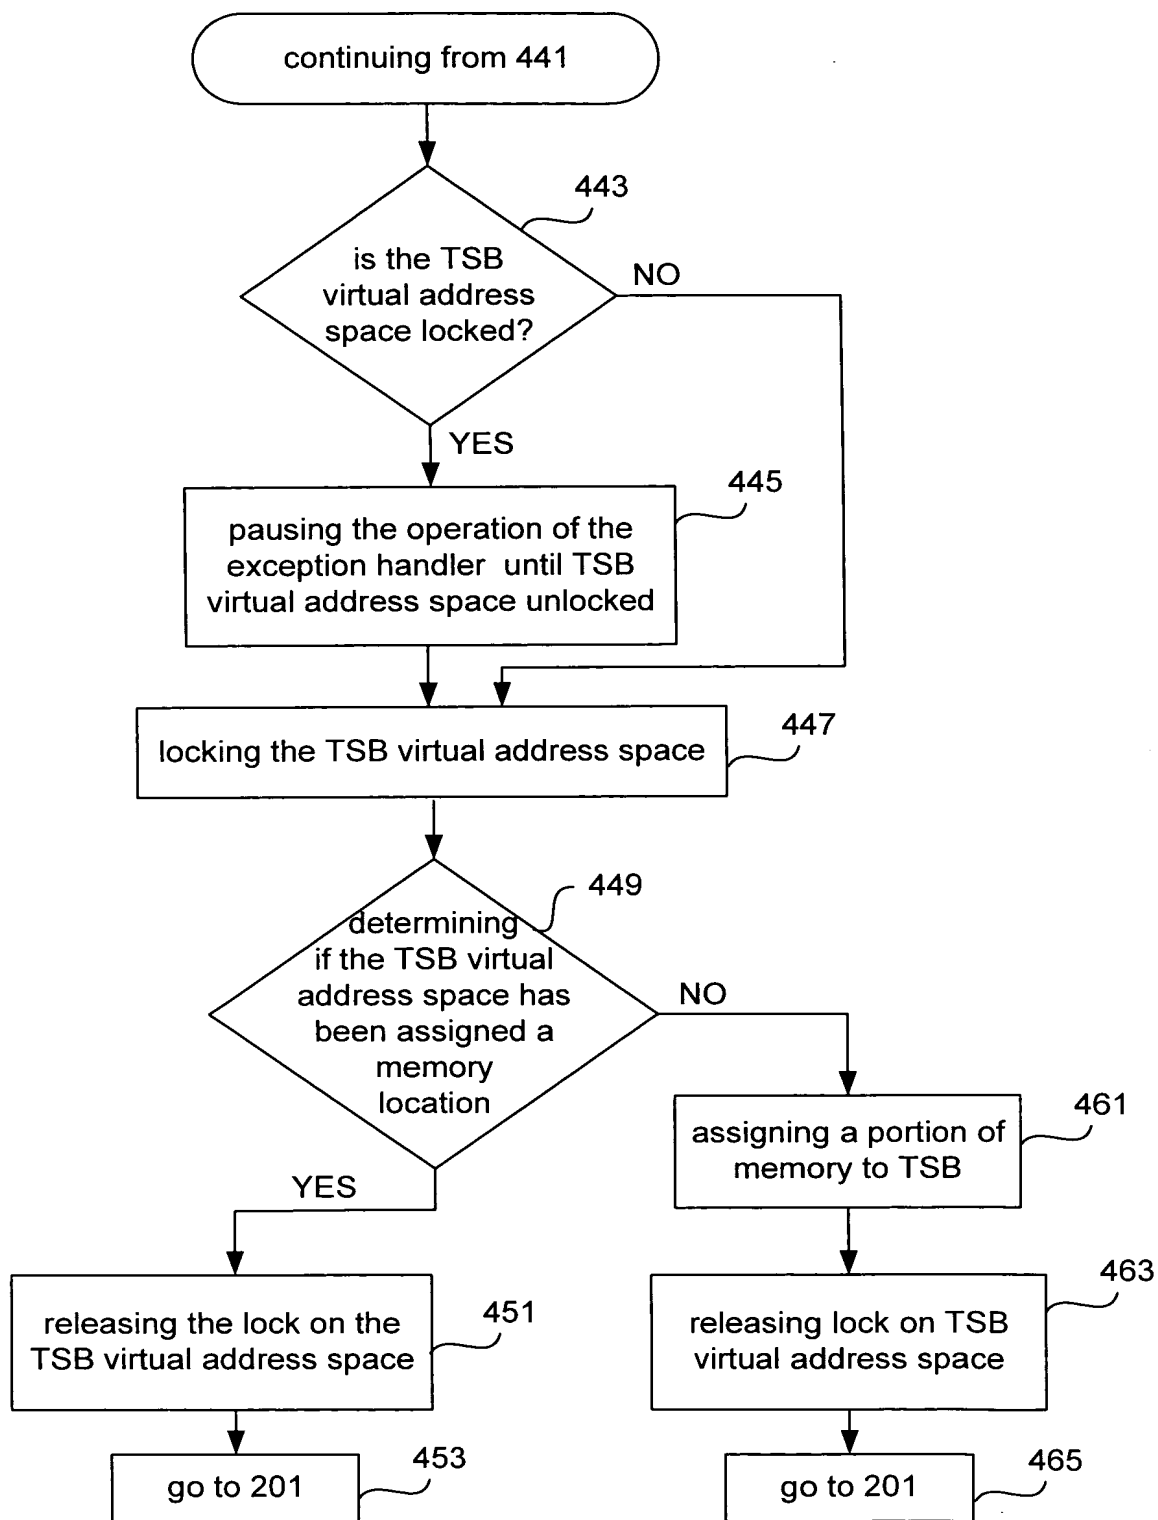 continuing from 441
443
is the TSB
virtual address
space locked?
NO
YES
445
pausing the operation of the
exception handler until TSB
virtual address space unlocked
447
locking the TSB virtual address space
449
determining
if the TSB virtual
address space has
been assigned a
memory
location
NO
YES
461
assigning a portion of
memory to TSB
451
releasing the lock on the
TSB virtual address space
463
releasing lock on TSB
virtual address space
453
go to 201
465
go to 201